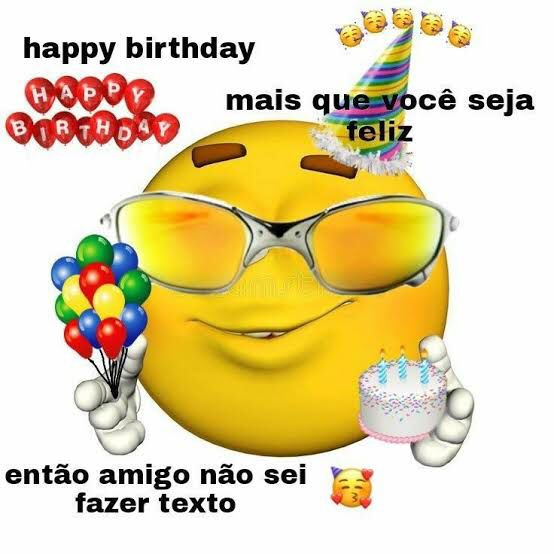 happy birthday
HAPPY
BIRTHDAY
mais que você seja
feliz
então amigo não sei
fazer texto